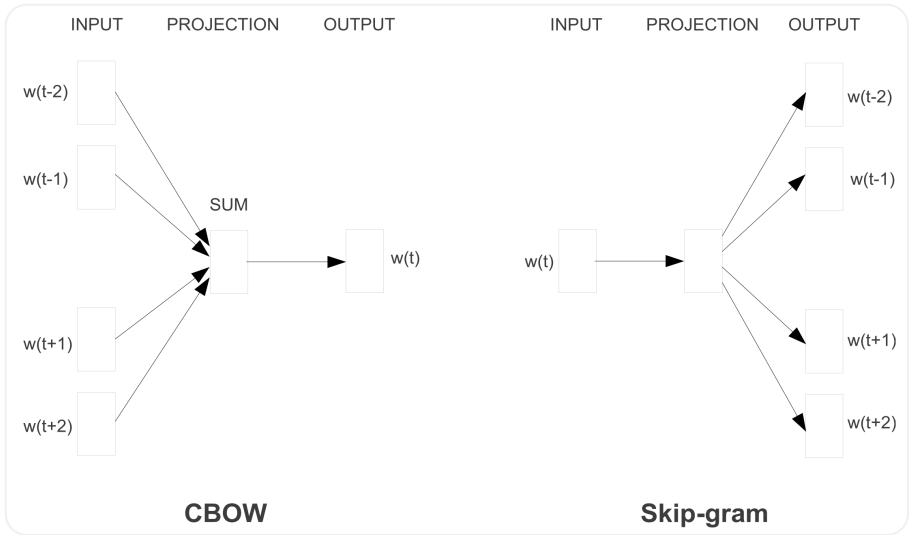 INPUT PROJECTION OUTPUT
w(t-2)
w(t-1)
SUM
w(t)
w(t+1)
w(t+2)
CBOW
INPUT PROJECTION OUTPUT
w(t-2)
w(t-1)
w(t)
w(t+1)
w(t+2)
Skip-gram